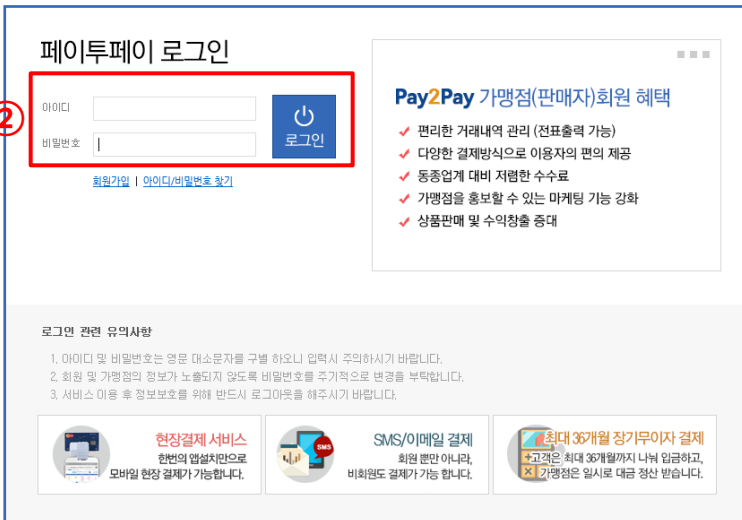 페이투페이 로그인
②
아이디
비밀번호
로그인
회원가입 | 아이디/비밀번호 찾기
Pay2Pay 가맹점(판매자)회원 혜택
편리한 거래내역 관리 (전표출력 가능)
다양한 결제방식으로 이용자의 편의 제공
동종업계 대비 저렴한 수수료
가맹점을 홍보할 수 있는 마케팅 기능 강화
상품판매 및 수익창출 증대
로그인 관련 유의사항
1. 아이디 및 비밀번호는 영문 대소문자를 구별 하오니 입력시 주의하시기 바랍니다.
2. 회원 및 가맹점의 정보가 노출되지 않도록 비밀번호를 주기적으로 변경을 부탁합니다.
3. 서비스 이용 후 정보보호를 위해 반드시 로그아웃을 해주시기 바랍니다.
현장결제 서비스
한번의 앱설치만으로
모바일 현장 결제가 가능합니다.
SMS
SMS/이메일 결제
회원 뿐만 아니라,
비회원도 결제가 가능 합니다.
최대 36개월 장기무이자 결제
고객은 최대 36개월까지 나눠 입금하고,
가맹점은 일시로 대금 정산 받습니다.